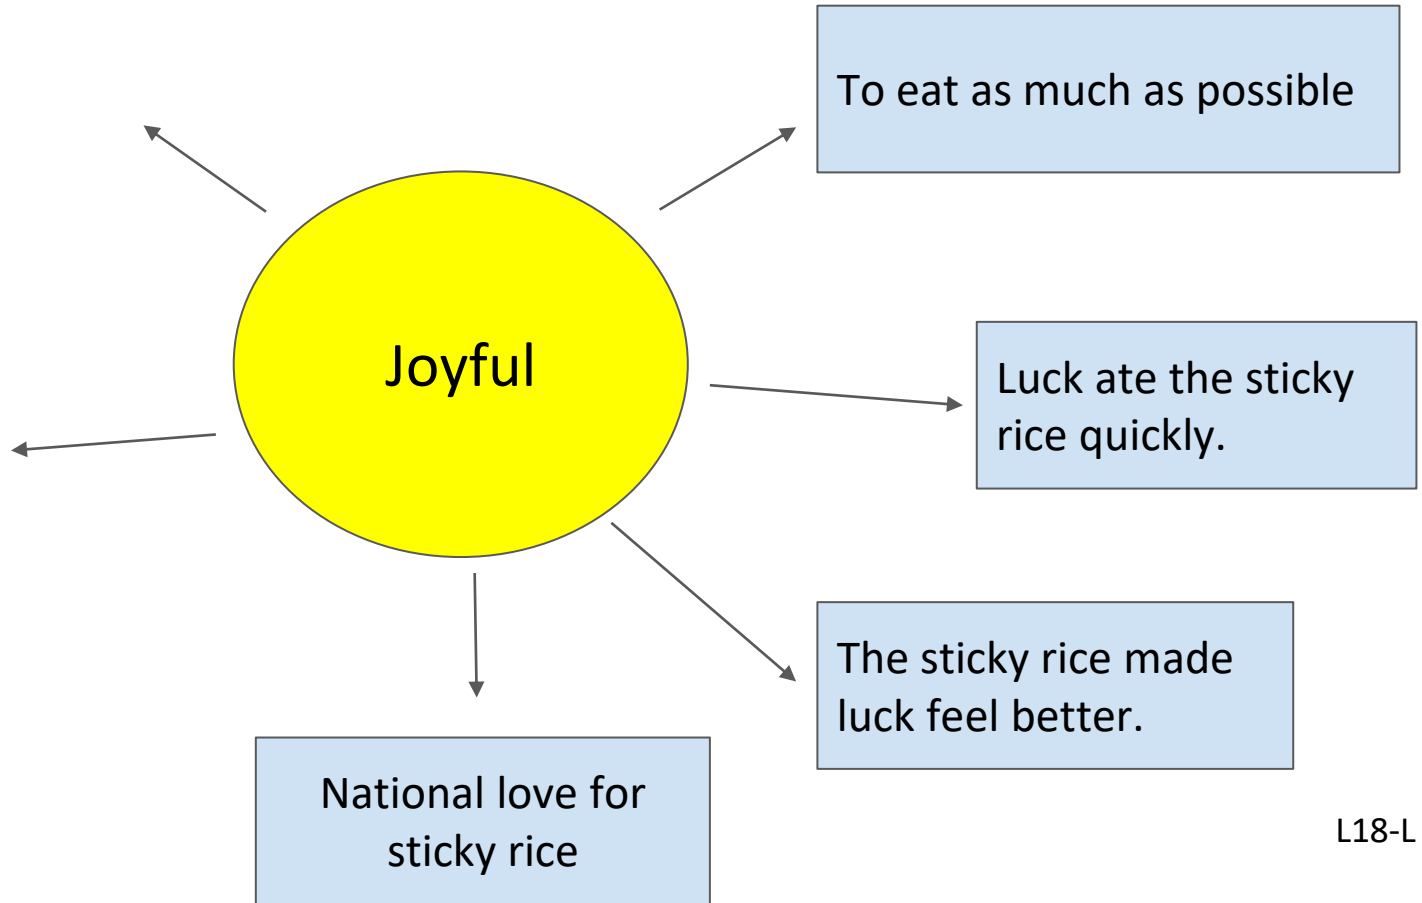 To eat as much as possible
Joyful
Luck ate the sticky
rice quickly.
The sticky rice made
luck feel better.
National love for
sticky rice
L18-L